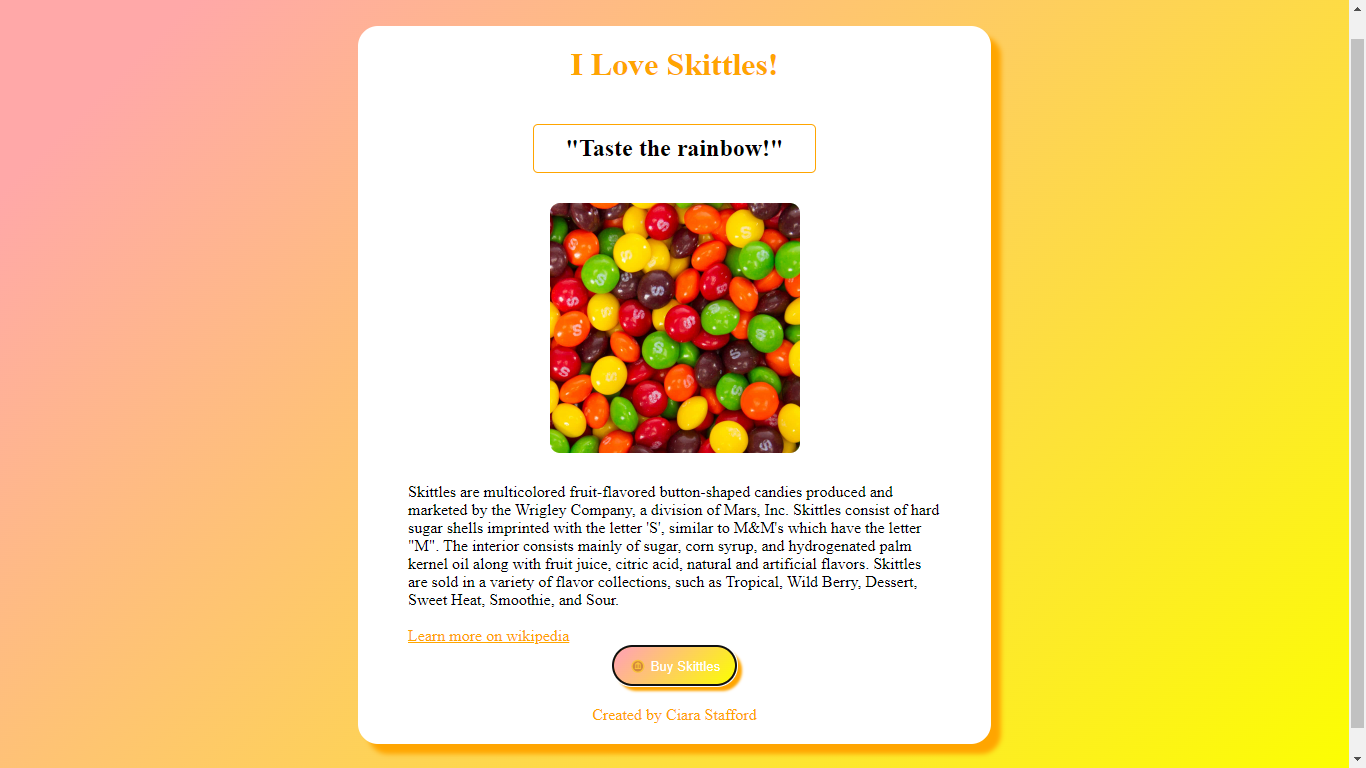 I Love Skittles!
"Taste the rainbow!"
Skittles are multicolored fruit-flavored button-shaped candies produced and
marketed by the Wrigley Company, a division of Mars, Inc. Skittles consist of hard
sugar shells imprinted with the letter 'S', similar to M&M's which have the letter
"M". The interior consists mainly of sugar, corn syrup, and hydrogenated palm
kernel oil along with fruit juice, citric acid, natural and artificial flavors. Skittles
are sold in a variety of flavor collections, such as Tropical, Wild Berry, Dessert,
Sweet Heat, Smoothie, and Sour.
Learn more on wikipedia
Buy Skittles
Created by Ciara Stafford